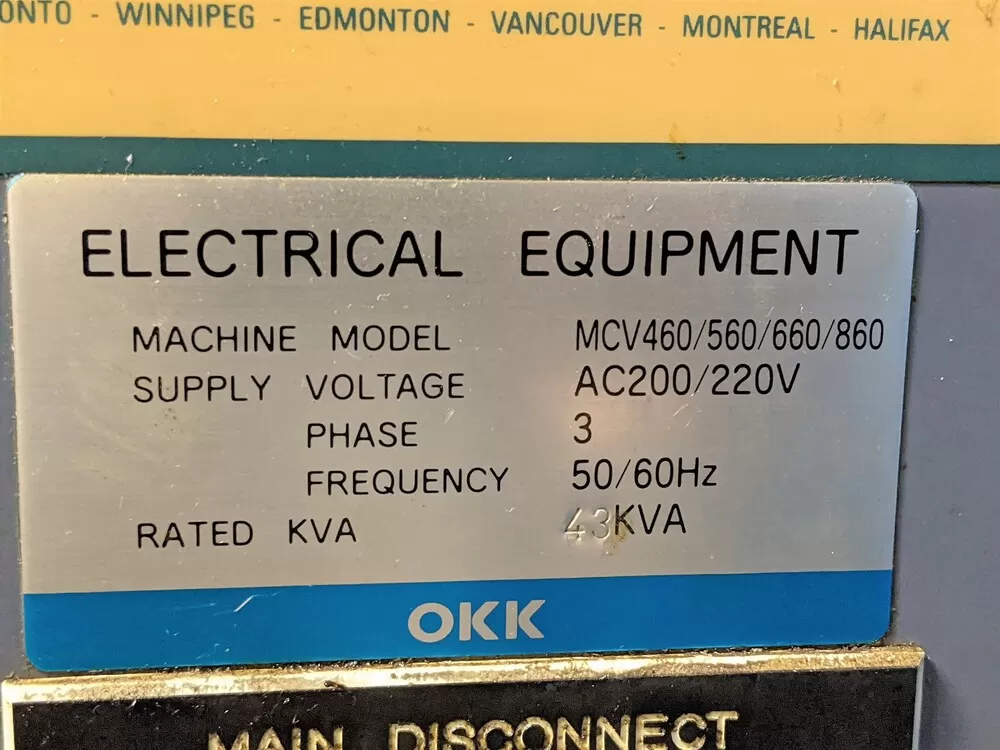 ONTO - WINNIPEG - EDMONTON - VANCOUVER - MONTREAL - HALIFAX
ELECTRICAL EQUIPMENT
MACHINE MODEL MCV460/560/660/860
SUPPLY VOLTAGE AC200/220V
PHASE 3
FREQUENCY 50/60Hz
RATED KVA 43KVA
OKK
MAIN DISCONNECT